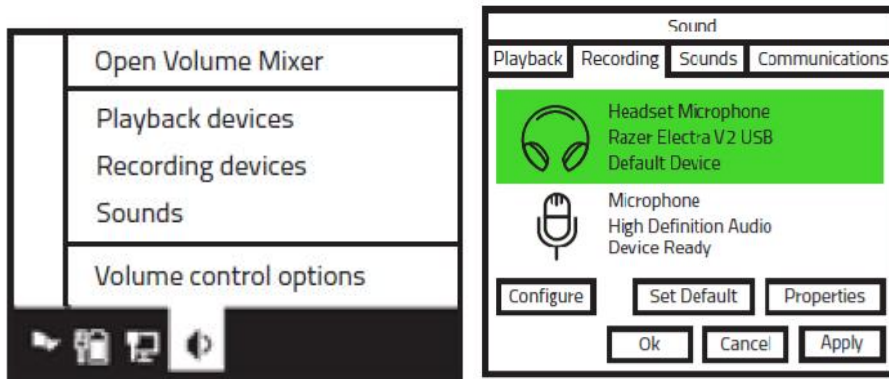 Open Volume Mixer
Playback devices
Recording devices
Sounds
Volume control options
Sound
Playback Recording Sounds Communications
Headset Microphone
Razer Electra V2 USB
Default Device
Microphone
High Definition Audio
Device Ready
Configure Set Default Properties
Ok Cancel Apply